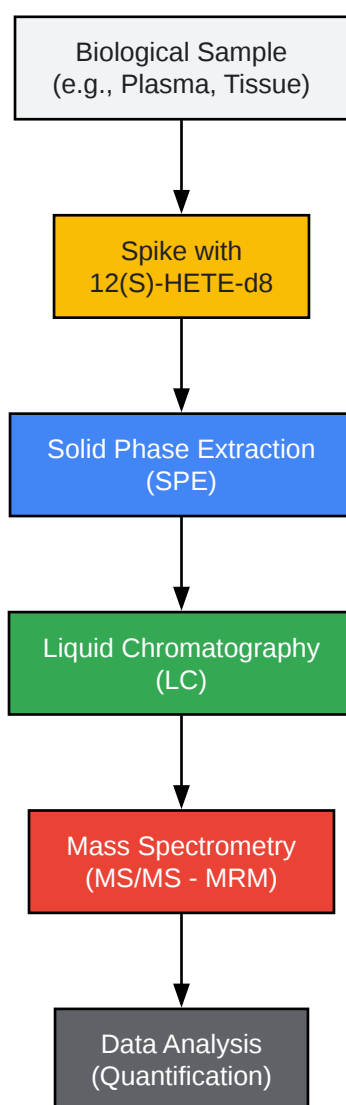 Biological Sample
(e.g., Plasma, Tissue)
Spike with
12(S)-HETE-d8
Solid Phase Extraction
(SPE)
Liquid Chromatography
(LC)
Mass Spectrometry
(MS/MS - MRM)
Data Analysis
(Quantification)